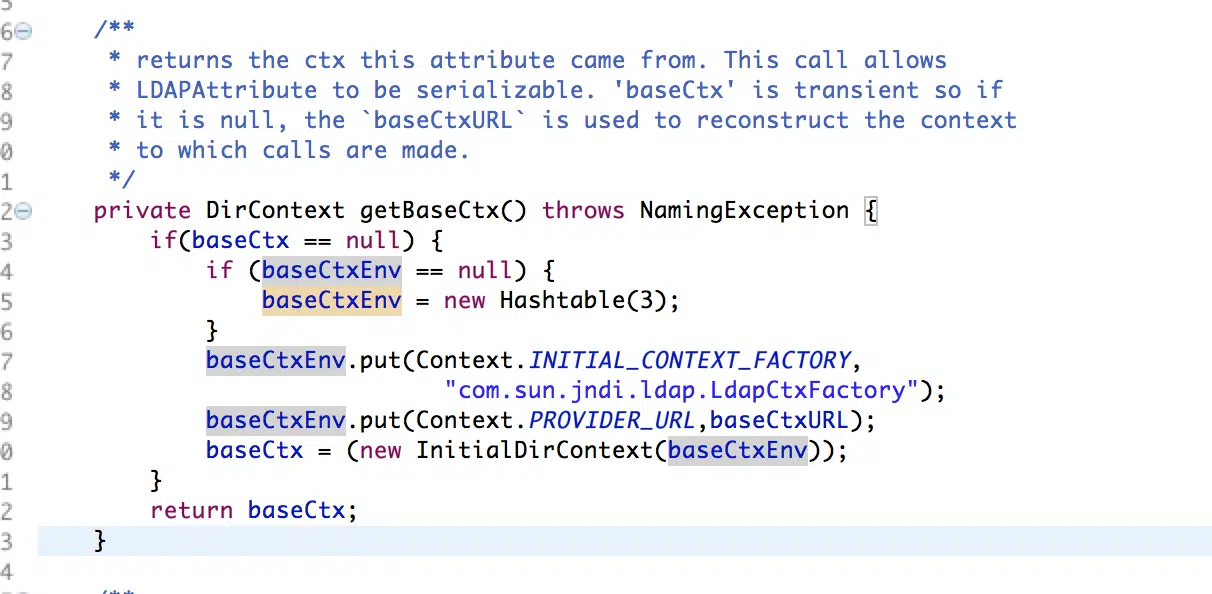 5
6 /**
7 * returns the ctx this attribute came from. This call allows
8 * LDAPAttribute to be serializable. 'baseCtx' is transient so if
9 * it is null, the `baseCtxURL` is used to reconstruct the context
0 * to which calls are made.
1 */
2 private DirContext getBaseCtx() throws NamingException {
3 if(baseCtx == null) {
4 if (baseCtxEnv == null) {
5 baseCtxEnv = new Hashtable(3);
6 }
7 baseCtxEnv.put(Context.INITIAL_CONTEXT_FACTORY,
8 "com.sun.jndi.ldap.LdapCtxFactory");
9 baseCtxEnv.put(Context.PROVIDER_URL,baseCtxURL);
0 baseCtx = (new InitialDirContext(baseCtxEnv));
1 }
2 return baseCtx;
3 }
4
/**